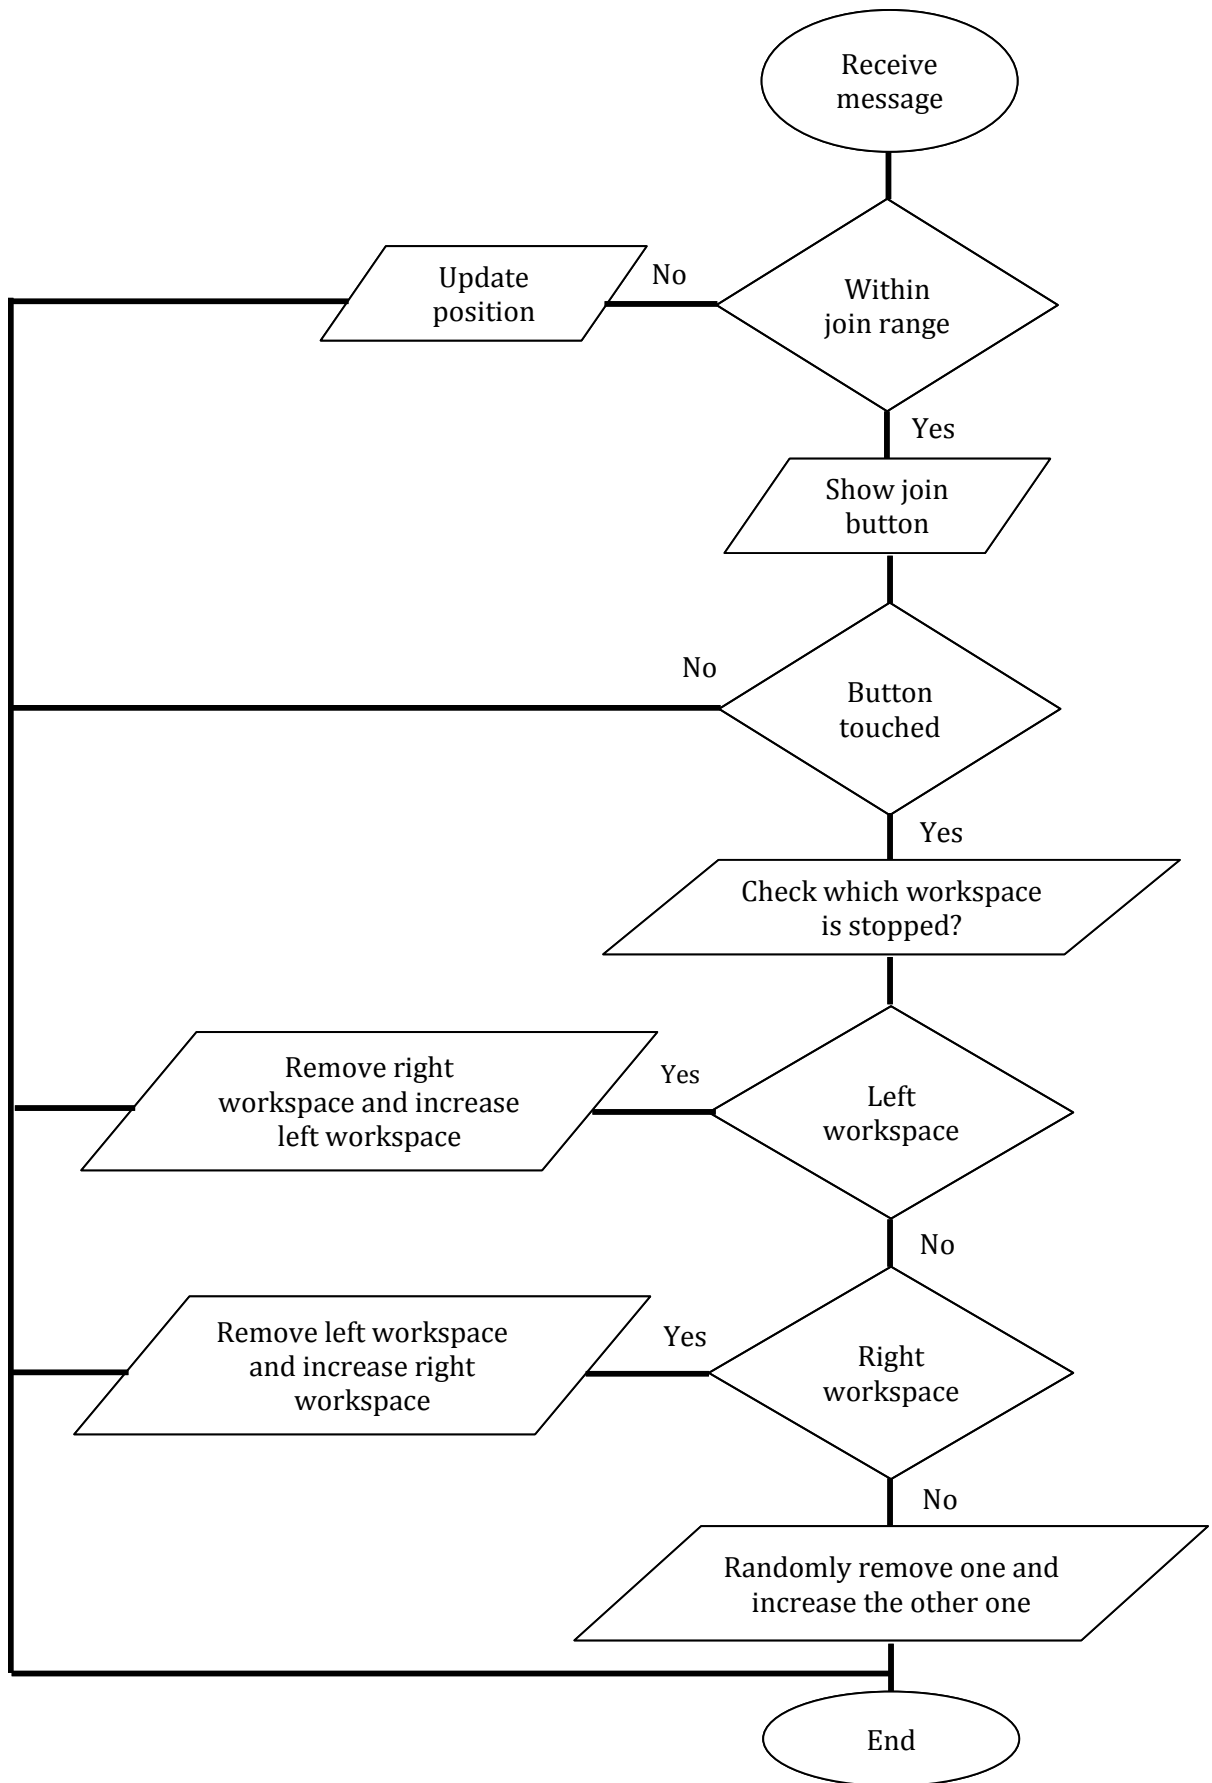 Receive
message
Update
position
No
Within
join range
Yes
Show join
button
No
Button
touched
Yes
Check which workspace
is stopped?
Remove right
workspace and increase
left workspace
Yes
Left
workspace
No
Remove left workspace
and increase right
workspace
Yes
Right
workspace
No
Randomly remove one and
increase the other one
End